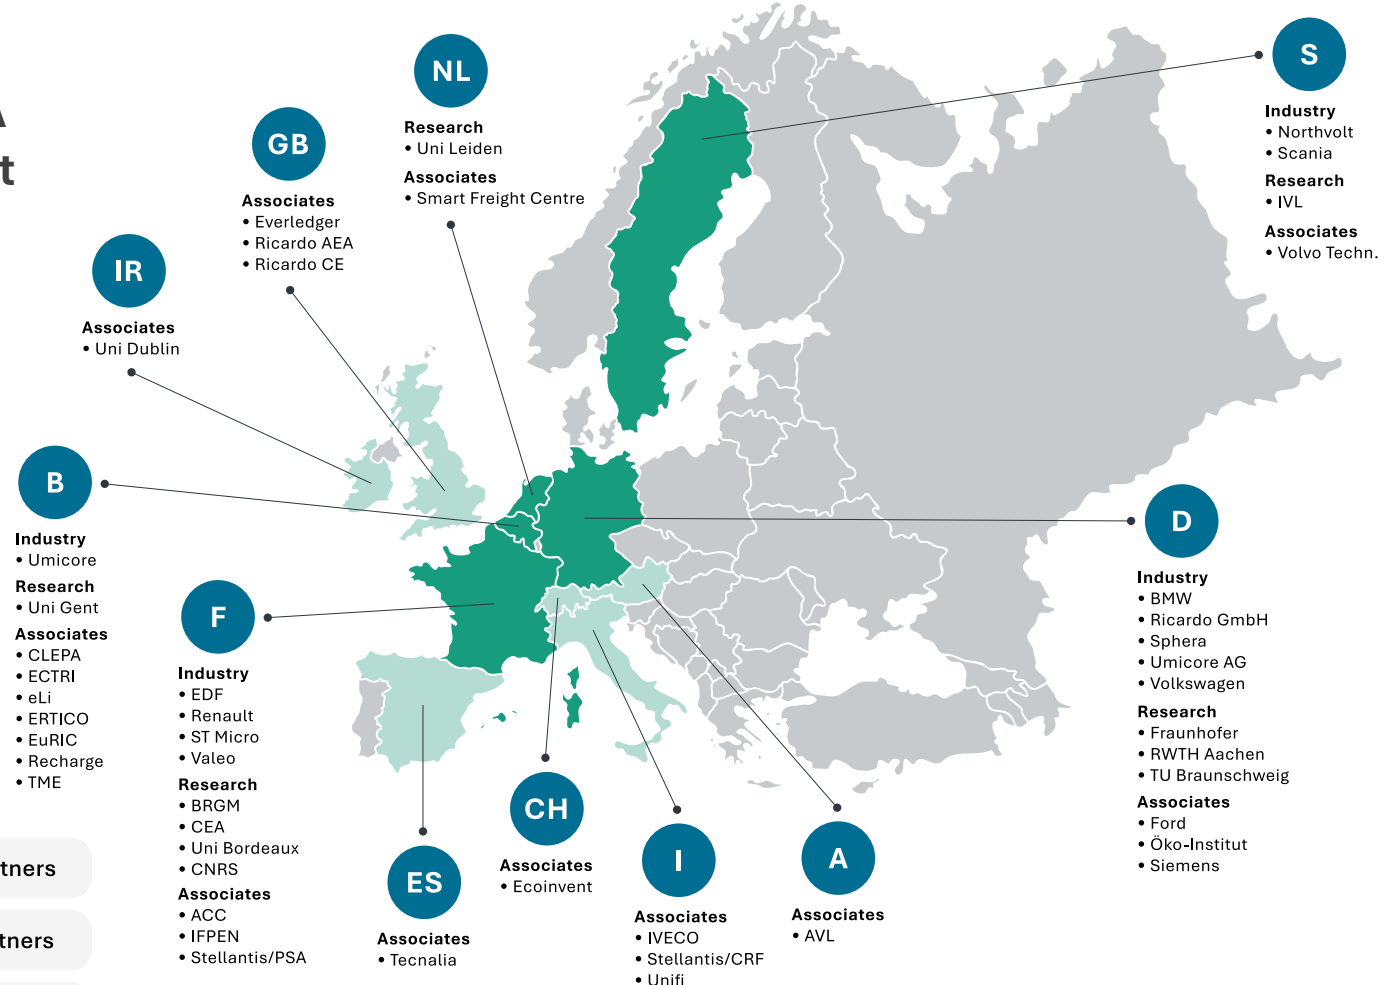 A
t
NL
Research
• Uni Leiden
Associates
• Smart Freight Centre
S
Industry
• Northvolt
• Scania
Research
• IVL
Associates
• Volvo Techn.
GB
Associates
• Everledger
• Ricardo AEA
• Ricardo CE
IR
Associates
• Uni Dublin
B
Industry
• Umicore
Research
• Uni Gent
Associates
• CLEPA
• ECTRI
• eLi
• ERTICO
• EuRIC
• Recharge
• TME
F
Industry
• EDF
• Renault
• ST Micro
• Valeo
Research
• BRGM
• CEA
• Uni Bordeaux
• CNRS
Associates
• ACC
• IFPEN
• Stellantis/PSA
D
Industry
• BMW
• Ricardo GmbH
• Sphera
• Umicore AG
• Volkswagen
Research
• Fraunhofer
• RWTH Aachen
• TU Braunschweig
Associates
• Ford
• Öko-Institut
• Siemens
ES
Associates
• Tecnalia
CH
Associates
• Ecoinvent
I
Associates
• IVECO
• Stellantis/CRF
• Unifi
A
Associates
• AVL
tners
tners